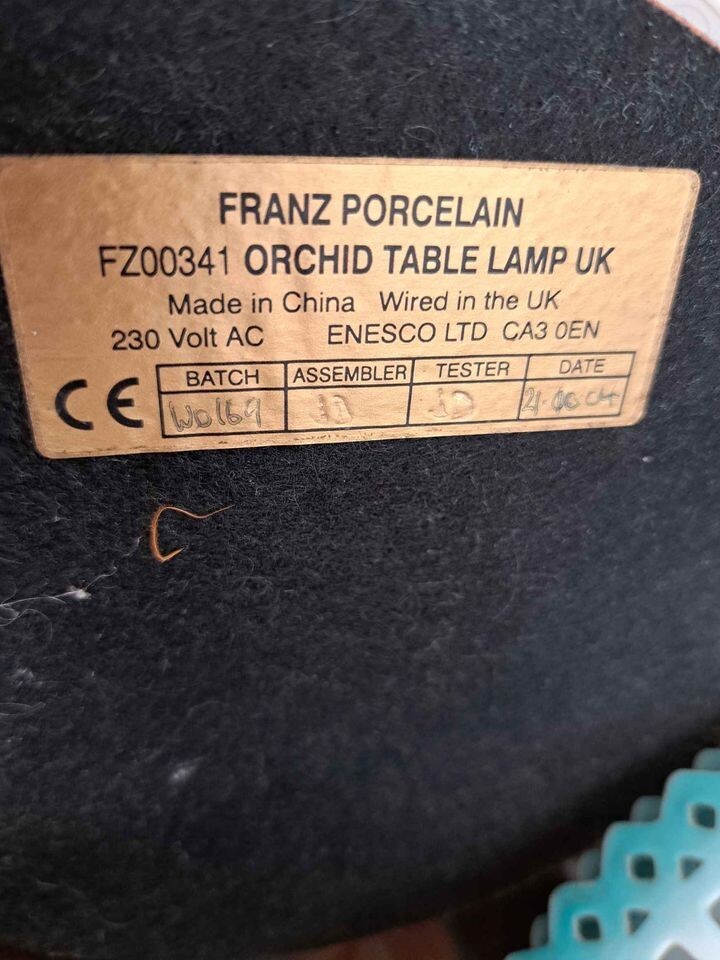 FRANZ PORCELAIN
FZ00341 ORCHID TABLE LAMP UK
Made in China Wired in the UK
230 Volt AC ENESCO LTD CA3 0EN
CE BATCH ASSEMBLER TESTER DATE
W0169